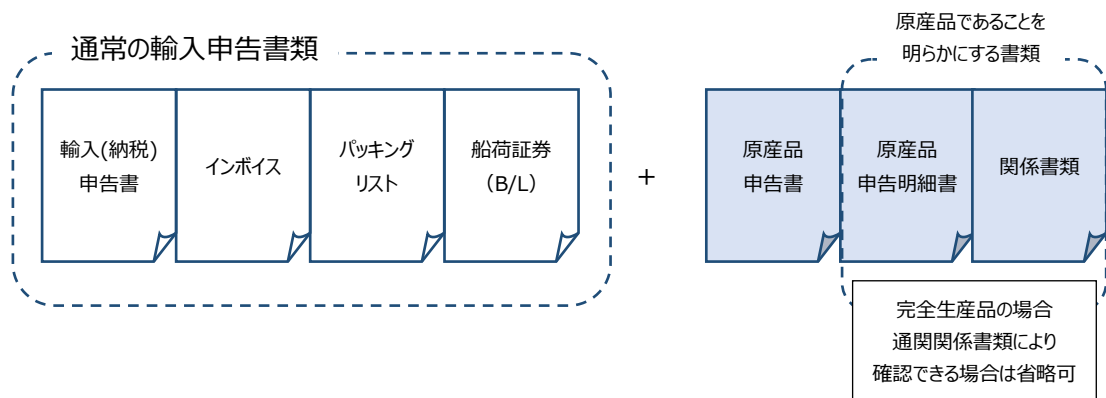 通常の輸入申告書類
輸入(納税)
申告書
インボイス
パッキング
リスト
船荷証券
（B/L）
+
原産品であることを
明らかにする書類
原産品
申告書
原産品
申告明細書
関係書類
完全生産品の場合
通関関係書類により
確認できる場合は省略可